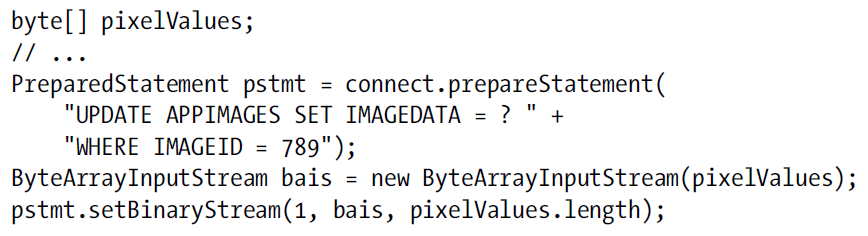 byte[] pixelValues;
// ...
PreparedStatement pstmt = connect.prepareStatement(
    "UPDATE APPIMAGES SET IMAGEDATA = ? " +
    "WHERE IMAGEID = 789");
ByteArrayInputStream bais = new ByteArrayInputStream(pixelValues);
pstmt.setBinaryStream(1, bais, pixelValues.length);